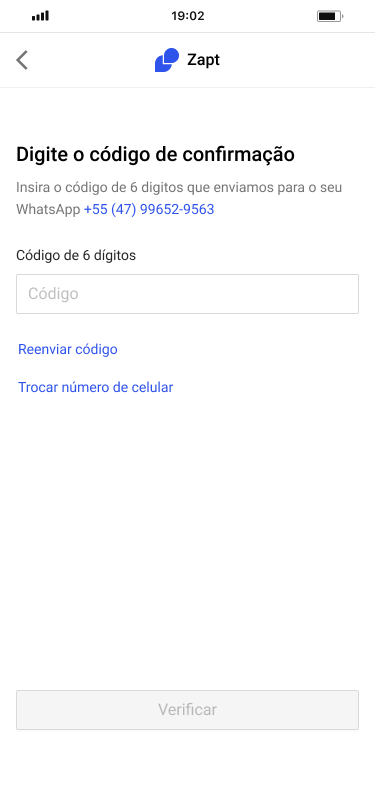 19:02
Zapt
Digite o código de confirmação
Insira o código de 6 digitos que enviamos para o seu
WhatsApp +55 (47) 99652-9563
Código de 6 dígitos
Código
Reenviar código
Trocar número de celular
Verificar